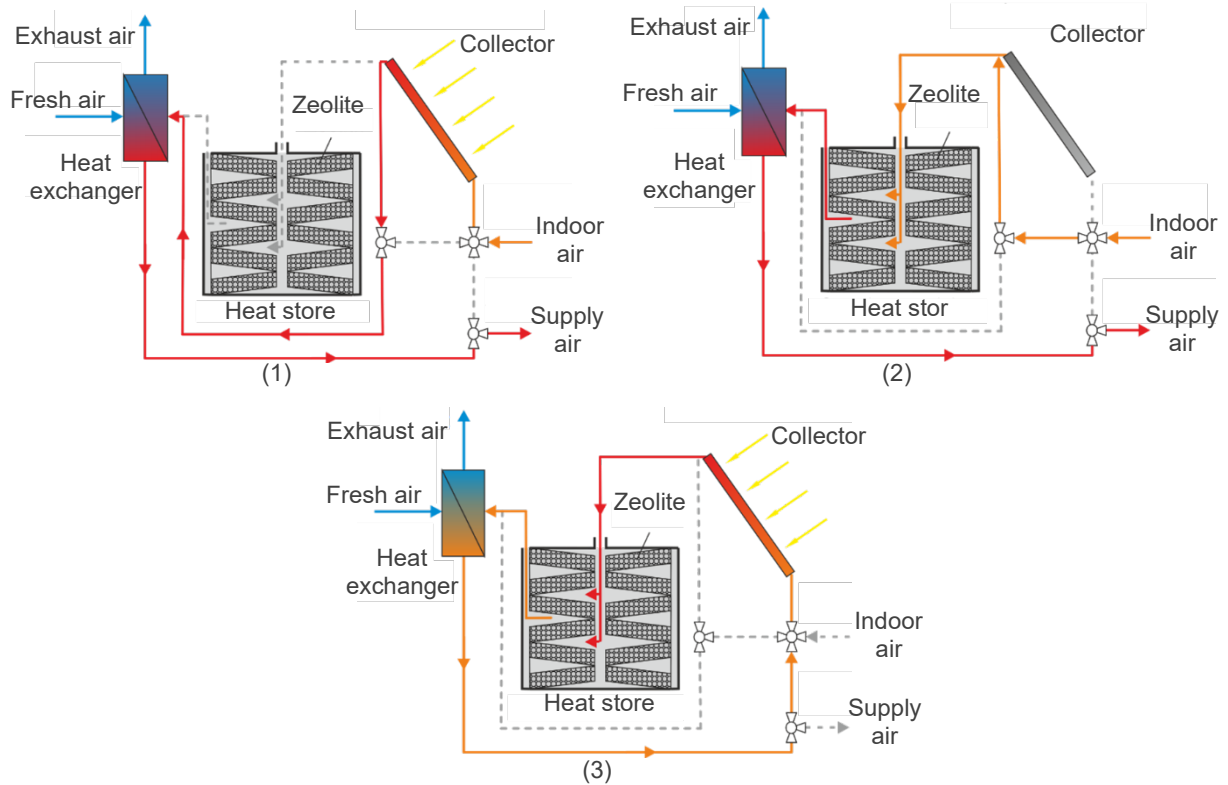 Exhaust air
Collector
Fresh air
Zeolite
Heat
exchanger
Indoor
air
Heat store
Supply
air
(1)
Exhaust air
Collector
Fresh air
Zeolite
Heat
exchanger
Indoor
air
Heat stor
Supply
air
(2)
Exhaust air
Collector
Fresh air
Zeolite
Heat
exchanger
Indoor
air
Heat store
Supply
air
(3)